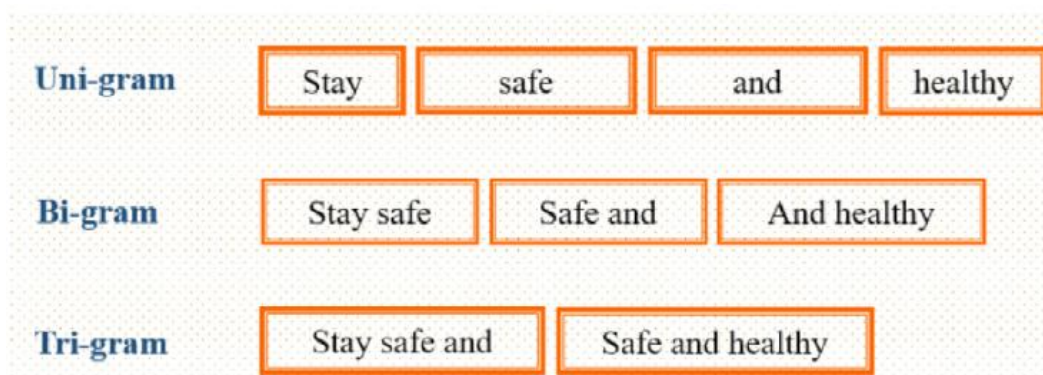 Uni-gram Stay safe and healthy
Bi-gram Stay safe Safe and And healthy
Tri-gram Stay safe and Safe and healthy